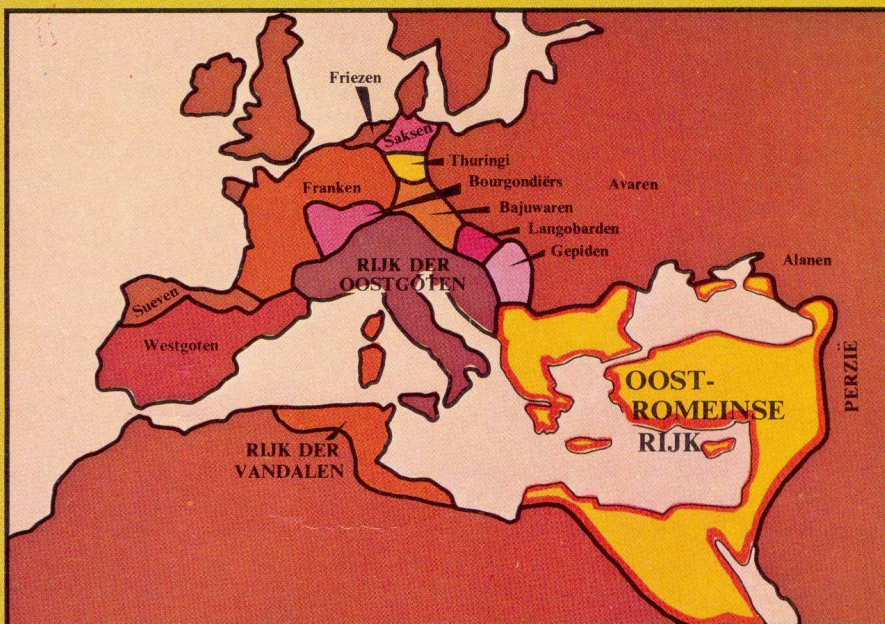 Friezen
Saksen
Thuringi
Bourgondiërs
Franken
Avaren
Bajuwaren
Langobarden
Gepiden
RIJK DER
OOSTGOTEN
Alanen
Sueven
Westgoten
PERZIË
OOST-
ROMEINSE
RIJK
RIJK DER
VANDALEN